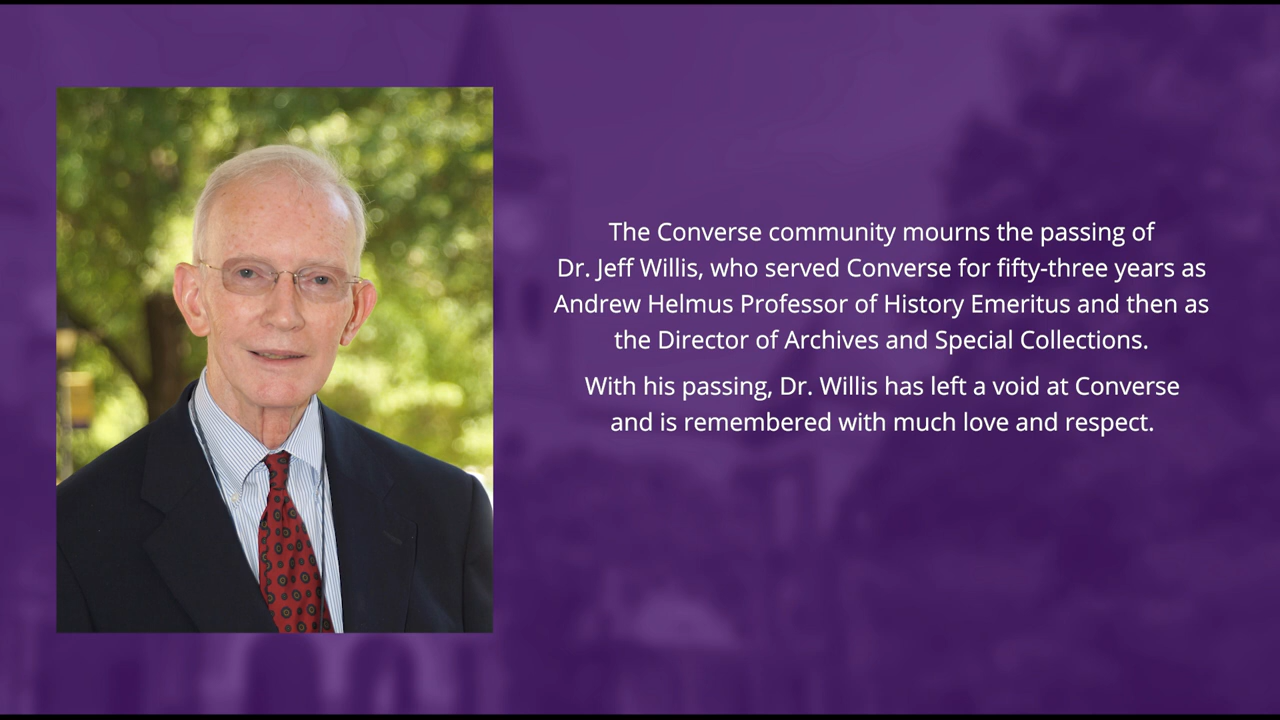 The Converse community mourns the passing of
Dr. Jeff Willis, who served Converse for fifty-three years as
Andrew Helmus Professor of History Emeritus and then as
the Director of Archives and Special Collections.
With his passing, Dr. Willis has left a void at Converse
and is remembered with much love and respect.